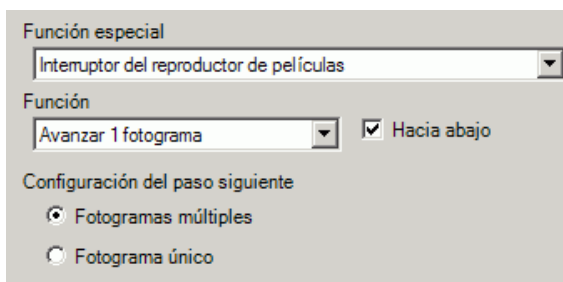 Función especial
Interruptor del reproductor de películas
Función
Avanzar 1 fotograma
Hacia abajo
Configuración del paso siguiente
Fotogramas múltiples
Fotograma único